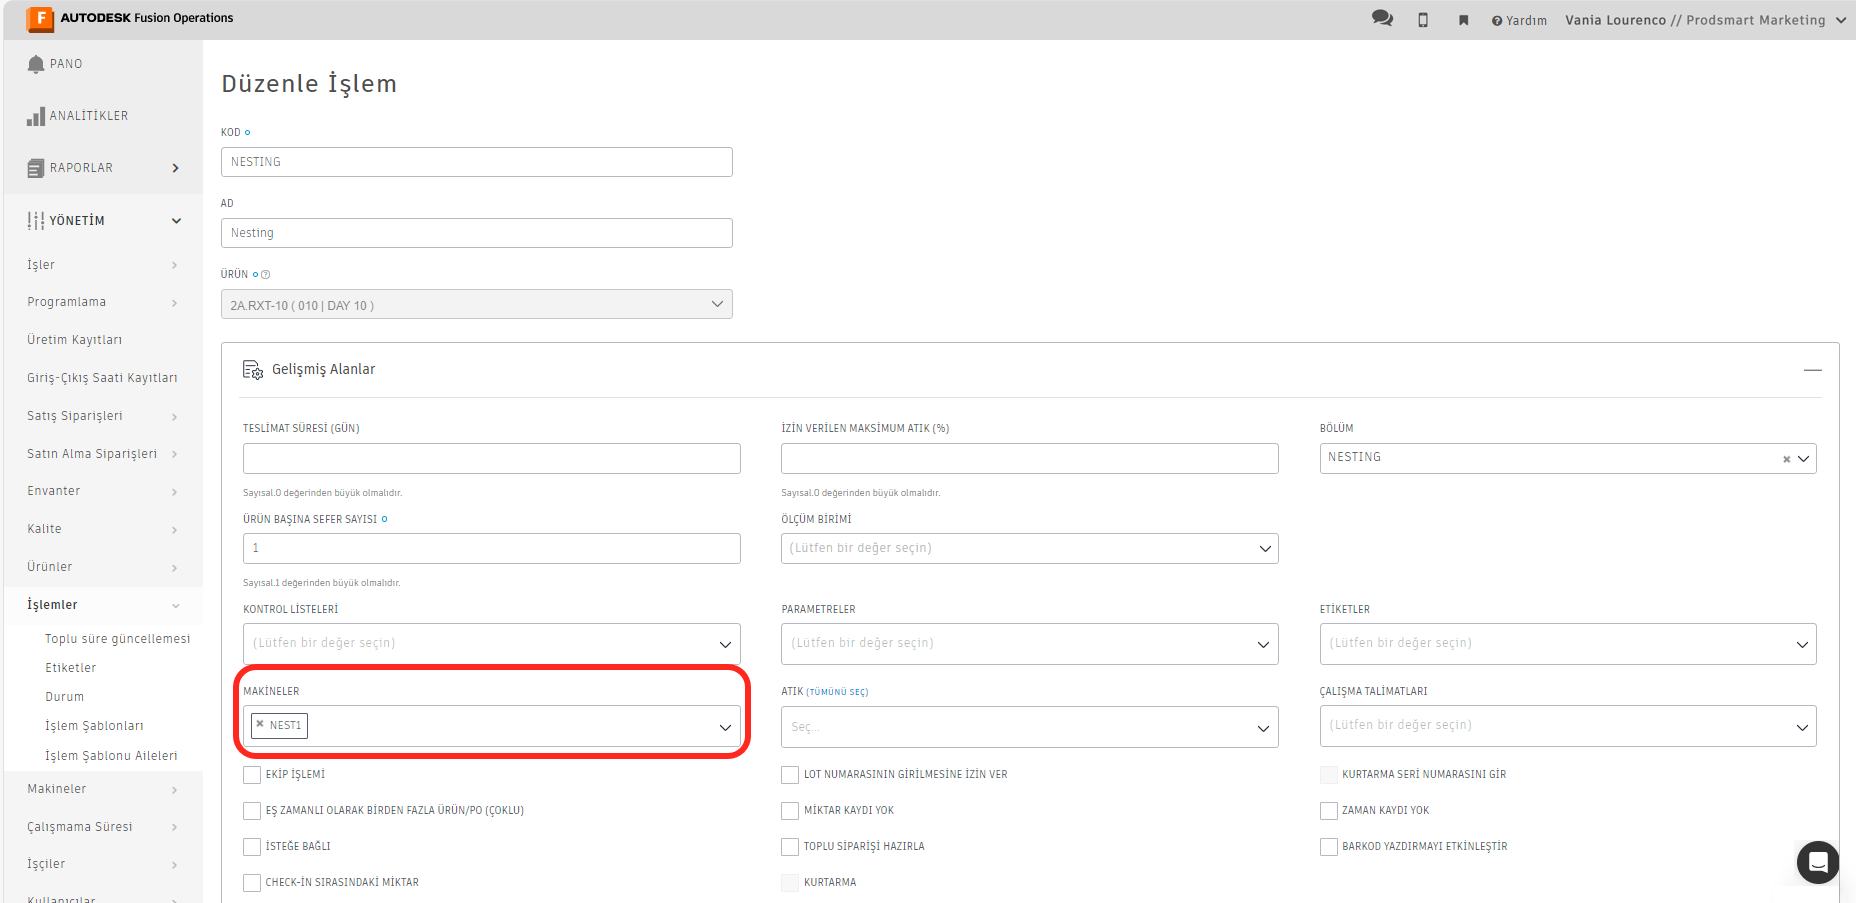 AUTODESK Fusion Operations
Yardım
Vania Lourenco // Prodsmart Marketing
PANO
ANALİTİKLER
RAPORLAR
YÖNETİM
İşler
Programlama
Üretim Kayıtları
Giriş-Çıkış Saati Kayıtları
Satış Siparişleri
Satın Alma Siparişleri
Envanter
Kalite
Ürünler
İşlemler
Toplu süre güncellemesi
Etiketler
Durum
İşlem Şablonları
İşlem Şablonu Aileleri
Makineler
Çalışmama Süresi
İşçiler
Kullanıcılar
Düzenle İşlem
KOD
NESTING
AD
Nesting
ÜRÜN
2A.RXT-10 ( 010 | DAY 10 )
Gelişmiş Alanlar
TESLİMAT SÜRESİ (GÜN)
İZİN VERİLEN MAKSİMUM ATIK (%)
BÖLÜM
NESTING
Sayısal.0 değerinden büyük olmalıdır.
Sayısal.0 değerinden büyük olmalıdır.
ÜRÜN BAŞINA SEFER SAYISI
ÖLÇÜM BİRİMİ
1
(Lütfen bir değer seçin)
Sayısal.1 değerinden büyük olmalıdır.
KONTROL LİSTELERİ
PARAMETRELER
ETİKETLER
(Lütfen bir değer seçin)
(Lütfen bir değer seçin)
(Lütfen bir değer seçin)
MAKİNELER
ATIK (TÜMÜNÜ SEÇ)
ÇALIŞMA TALİMATLARI
× NEST1
Seç...
(Lütfen bir değer seçin)
EKİP İŞLEMİ
LOT NUMARASININ GİRİLMESİNE İZİN VER
KURTARMA SERİ NUMARASINI GİR
EŞ ZAMANLI OLARAK BİRDEN FAZLA ÜRÜN/PO (ÇOKLU)
MİKTAR KAYDI YOK
ZAMAN KAYDI YOK
İSTEĞE BAĞLI
TOPLU SİPARİŞİ HAZIRLA
BARKOD YAZDIRMAYI ETKİNLEŞTİR
CHECK-İN SIRASINDAKİ MİKTAR
KURTARMA